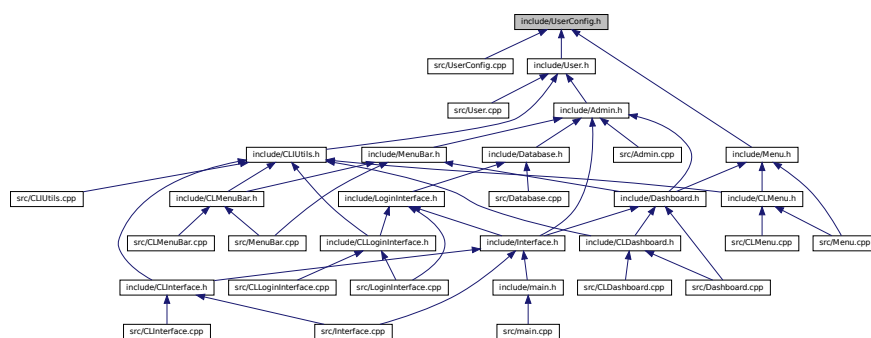 include/UserConfig.h
src/UserConfig.cpp
include/User.h
src/User.cpp
include/Admin.h
include/CLIUtils.h
include/MenuBar.h
include/Database.h
src/Admin.cpp
include/Menu.h
src/CLIUtils.cpp
include/CLMenuBar.h
include/LoginInterface.h
src/Database.cpp
include/Dashboard.h
include/CLMenu.h
src/CLMenuBar.cpp
src/MenuBar.cpp
include/CLLoginInterface.h
include/Interface.h
include/CLDashboard.h
src/CLMenu.cpp
src/Menu.cpp
include/CLInterface.h
src/CLLoginInterface.cpp
src/LoginInterface.cpp
include/main.h
src/CLDashboard.cpp
src/Dashboard.cpp
src/CLInterface.cpp
src/Interface.cpp
src/main.cpp